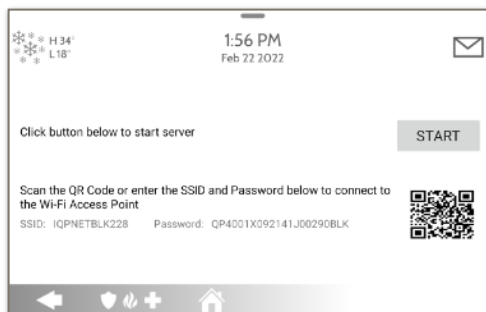 H 34°
L 18°
1:56 PM
Feb 22 2022
Click button below to start server
START
Scan the QR Code or enter the SSID and Password below to connect to
the Wi-Fi Access Point
SSID: IQPNETBLK228 Password: QP4001X092141J00290BLK